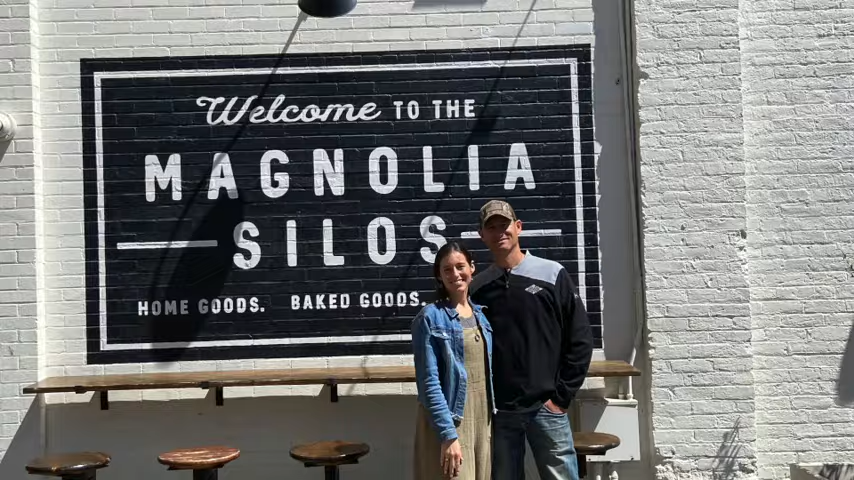 Welcome TO THE
MAGNOLIA
SILOS
HOME GOODS. BAKED GOODS.